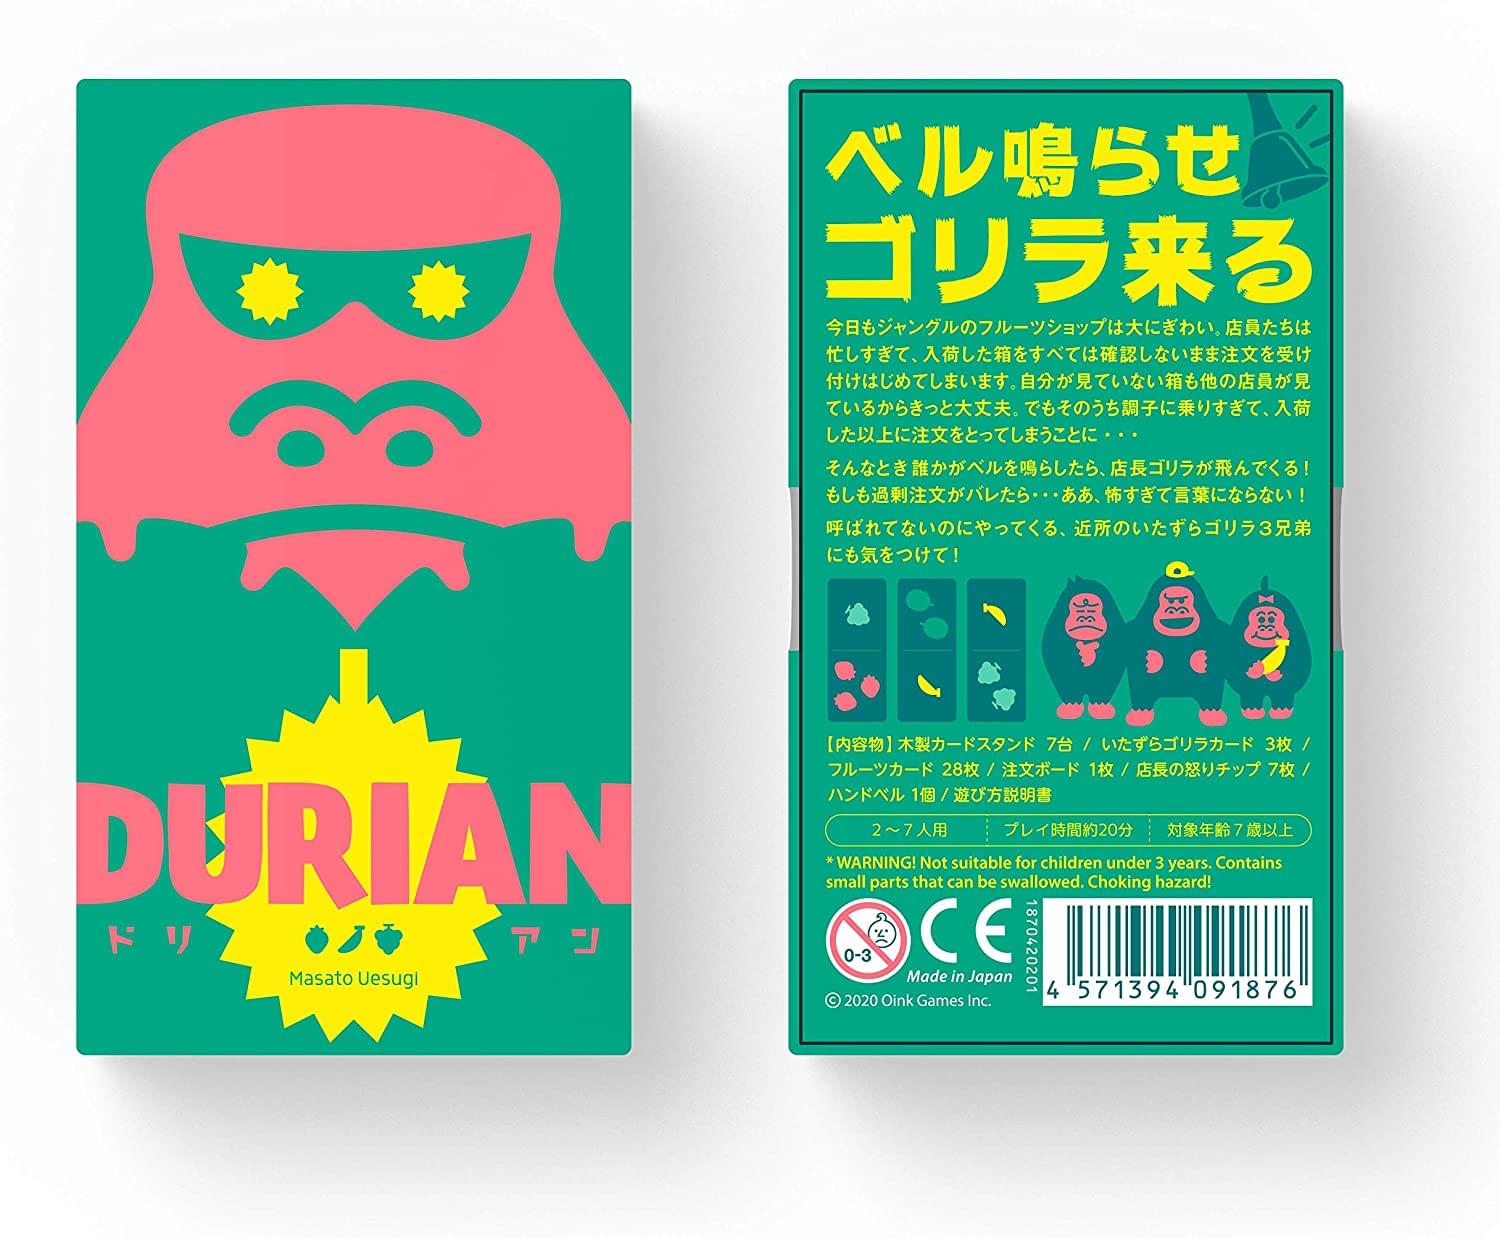 DURIAN
ドリアン
Masato Uesugi
ベル鳴らせ
ゴリラ来る
今日もジャングルのフルーツショップは大にぎわい。店員たちは
忙しすぎて、入荷した箱をすべては確認しないまま注文を受け
付けはじめてしまいます。自分が見ていない箱も他の店員が見
ているからきっと大丈夫。でもそのうち調子に乗りすぎて、入荷
した以上に注文をとってしまうことに・・・
そんなとき誰かがベルを鳴らしたら、店長ゴリラが飛んでくる！
もしも過剰注文がバレたら・・・ああ、怖すぎて言葉にならない！
呼ばれてないのにやってくる、近所のいたずらゴリラ3兄弟
にも気をつけて！
【内容物】木製カードスタンド 7台 / いたずらゴリラカード 3枚 /
フルーツカード 28枚 / 注文ボード 1枚 / 店長の怒りチップ 7枚 /
ハンドベル 1個 / 遊び方説明書
2～7人用 プレイ時間約20分 対象年齢7歳以上
* WARNING! Not suitable for children under 3 years. Contains
small parts that can be swallowed. Choking hazard!
0-3
CE
Made in Japan
© 2020 Oink Games Inc.
1870420201
4 571394 091876